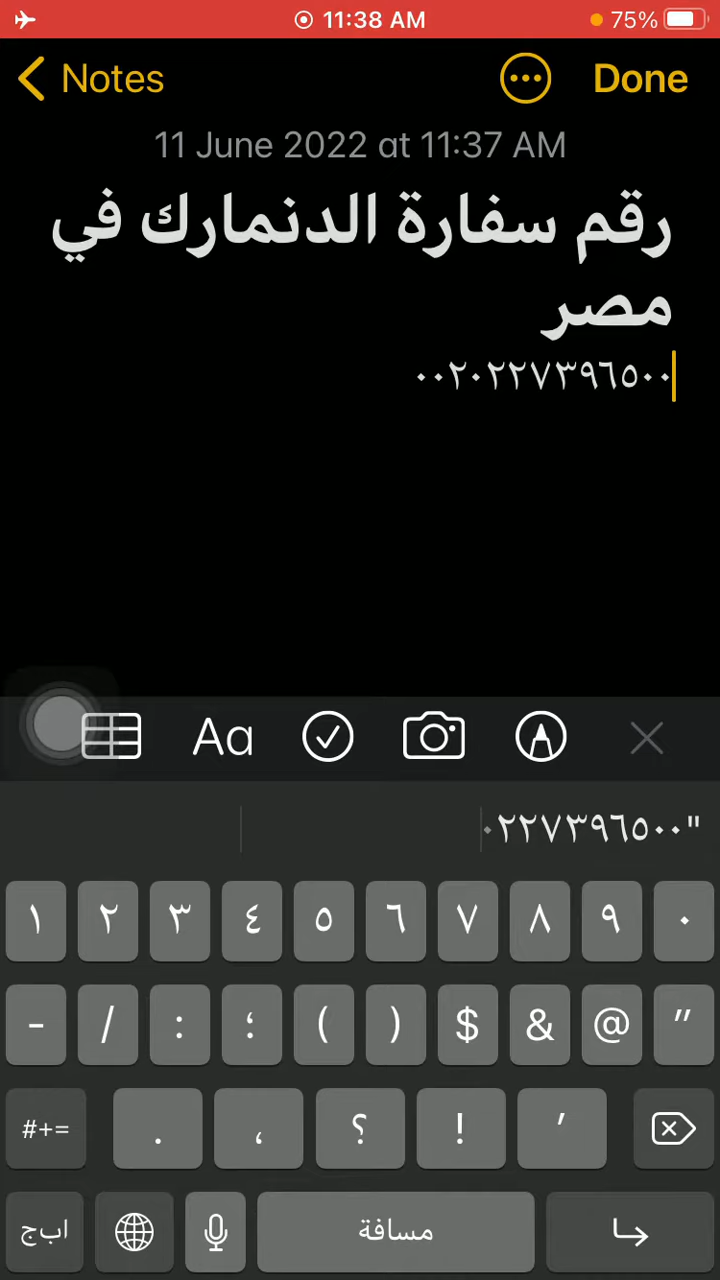 11:38 AM
75%
Notes
Done
11 June 2022 at 11:37 AM
رقم سفارة الدنمارك في
مصر
٠٠٢٠٢٢٧٣٩٦٥٠٠
٠٢٢٧٣٩٦٥٠٠"
Aa
١ ٢ ٣ ٤ ٥ ٦ ٧ ٨ ٩ ٠
- / : ؛ ( ) $ & @ "
#+= . ، ؟ ! '
اب‌ج مسافة